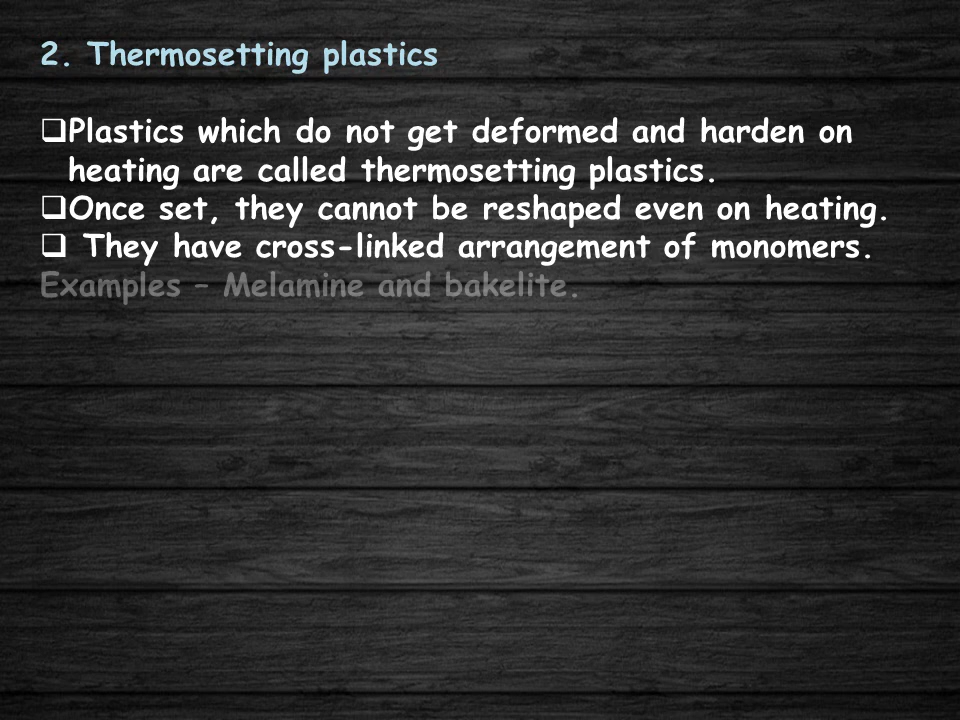 2. Thermosetting plastics
❑Plastics which do not get deformed and harden on
heating are called thermosetting plastics.
❑Once set, they cannot be reshaped even on heating.
❑ They have cross-linked arrangement of monomers.
Examples – Melamine and bakelite.